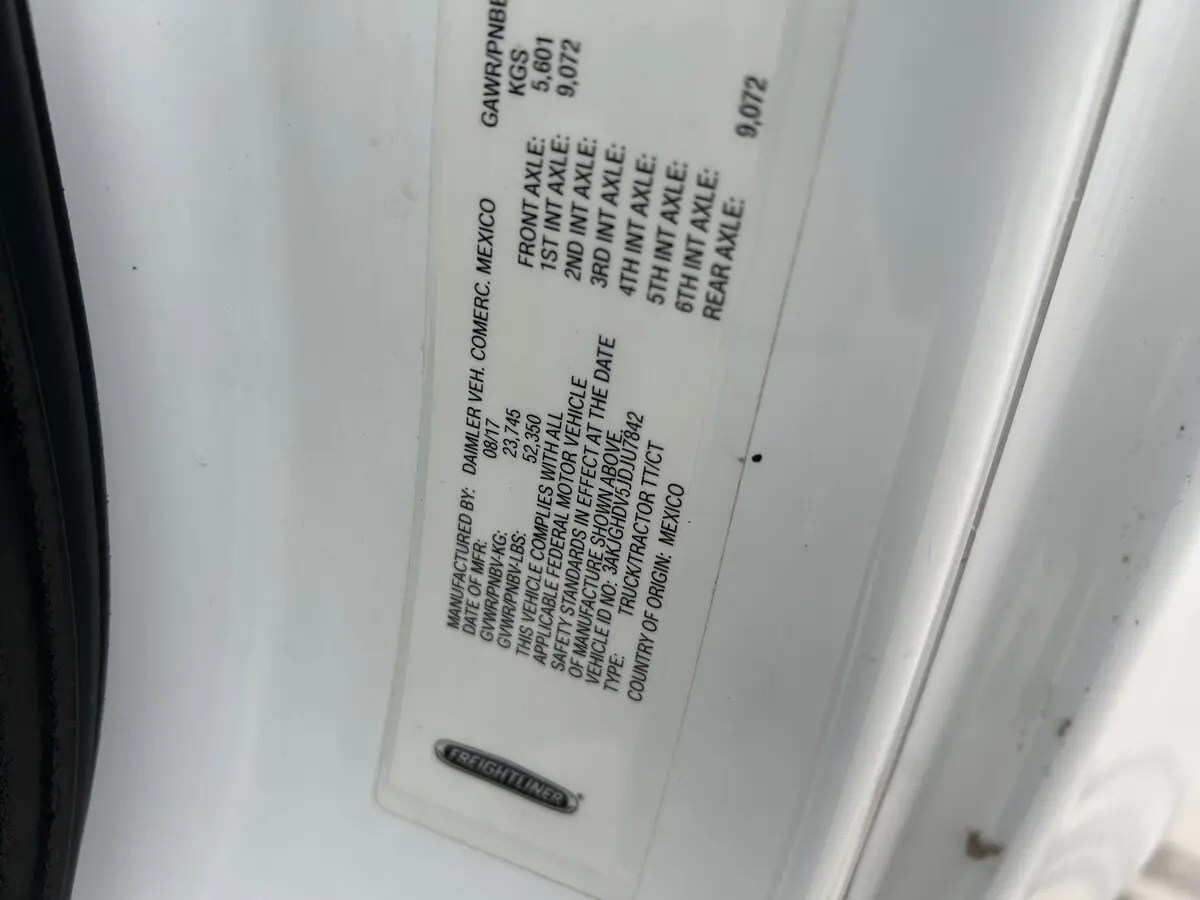 FREIGHTLINER
MANUFACTURED BY: DAIMLER VEH. COMERC. MEXICO
DATE OF MFR: 08/17
GVWR/PNBV-KG: 23,745
GVWR/PNBV-LBS: 52,350
THIS VEHICLE COMPLIES WITH ALL
APPLICABLE FEDERAL MOTOR VEHICLE
SAFETY STANDARDS IN EFFECT AT THE DATE
OF MANUFACTURE SHOWN ABOVE.
VEHICLE ID NO: 3AKJGHDV5JDJU7842
TYPE: TRUCK/TRACTOR TT/CT
COUNTRY OF ORIGIN: MEXICO
GAWR/PNBE
KGS
FRONT AXLE: 5,601
1ST INT AXLE: 9,072
2ND INT AXLE:
3RD INT AXLE:
4TH INT AXLE:
5TH INT AXLE:
6TH INT AXLE:
REAR AXLE: 9,072